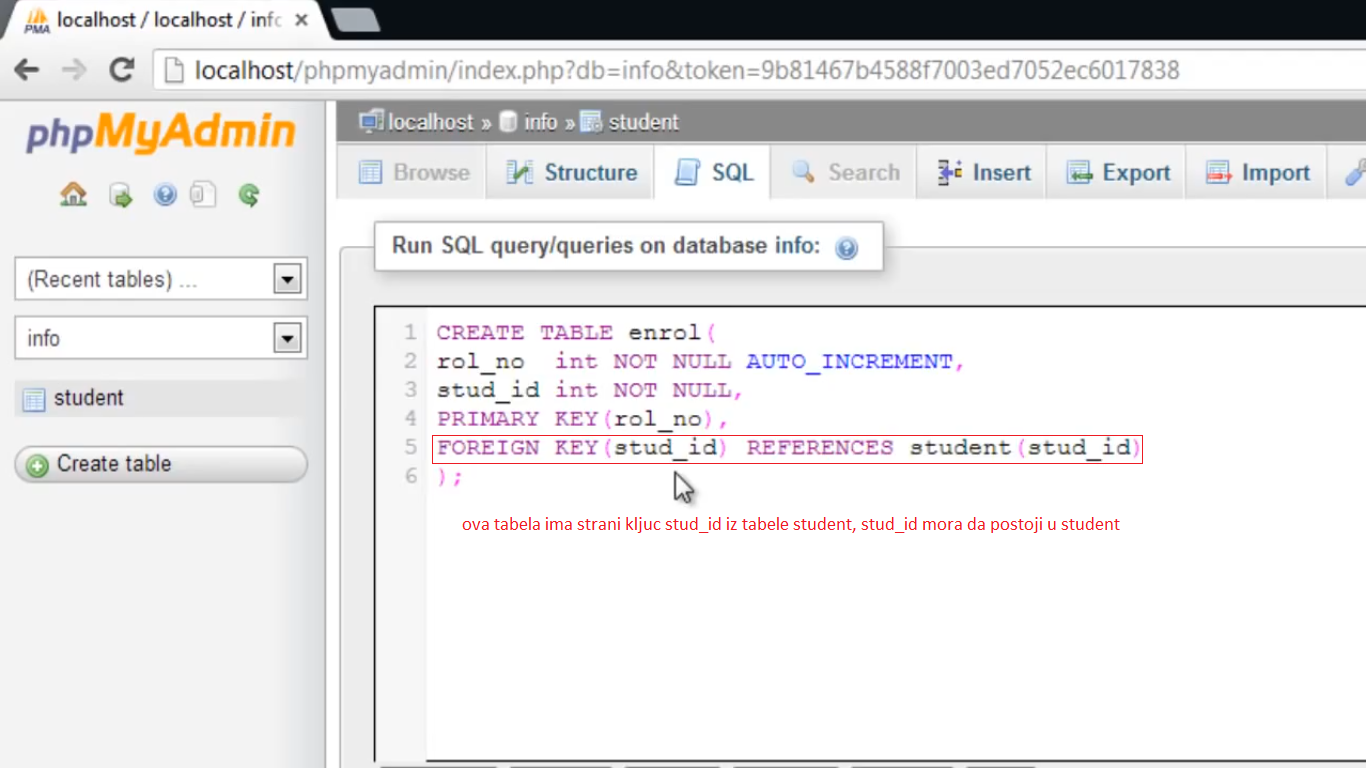 localhost / localhost / info
localhost/phpmyadmin/index.php?db=info&token=9b81467b4588f7003ed7052ec6017838
phpMyAdmin
(Recent tables) ...
info
student
Create table
localhost » info » student
Browse Structure SQL Search Insert Export Import
Run SQL query/queries on database info:
1 CREATE TABLE enrol(
2 rol_no int NOT NULL AUTO_INCREMENT,
3 stud_id int NOT NULL,
4 PRIMARY KEY(rol_no),
5 FOREIGN KEY(stud_id) REFERENCES student(stud_id)
6 );
ova tabela ima strani kljuc stud_id iz tabele student, stud_id mora da postoji u student